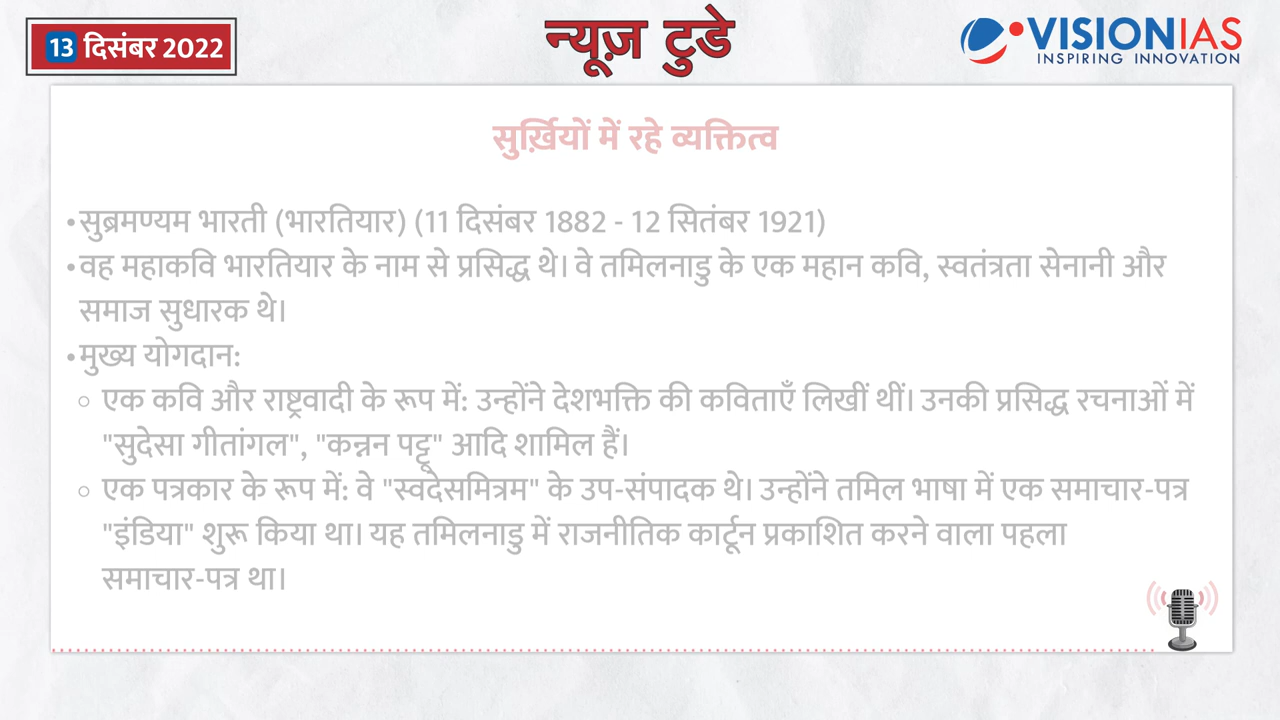 13 दिसंबर 2022
न्यूज़ टुडे
VISIONIAS
INSPIRING INNOVATION
सुर्ख़ियों में रहे व्यक्तित्व
•सुब्रमण्यम भारती (भारतियार) (11 दिसंबर 1882 - 12 सितंबर 1921)
•वह महाकवि भारतियार के नाम से प्रसिद्ध थे। वे तमिलनाडु के एक महान कवि, स्वतंत्रता सेनानी और
समाज सुधारक थे।
•मुख्य योगदान:
○ एक कवि और राष्ट्रवादी के रूप में: उन्होंने देशभक्ति की कविताएँ लिखीं थीं। उनकी प्रसिद्ध रचनाओं में
"सुदेसा गीतांगल", "कन्नन पट्टू" आदि शामिल हैं।
○ एक पत्रकार के रूप में: वे "स्वदेसमित्रम" के उप-संपादक थे। उन्होंने तमिल भाषा में एक समाचार-पत्र
"इंडिया" शुरू किया था। यह तमिलनाडु में राजनीतिक कार्टून प्रकाशित करने वाला पहला
समाचार-पत्र था।